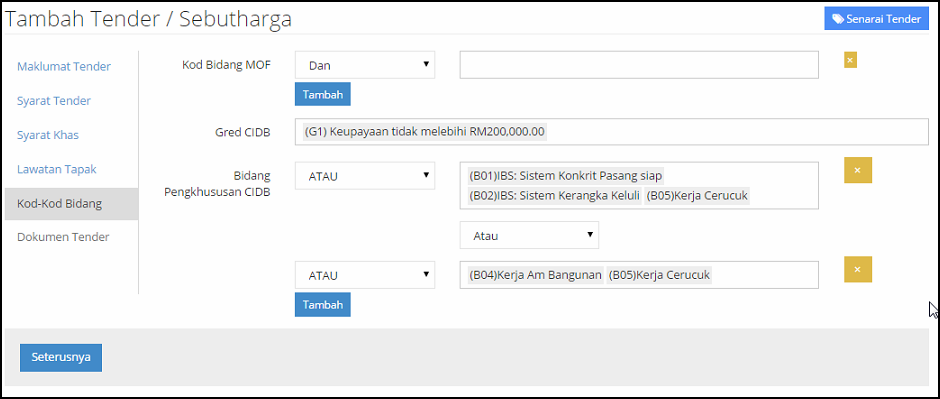 Tambah Tender / Sebutharga
Senarai Tender
Maklumat Tender
Syarat Tender
Syarat Khas
Lawatan Tapak
Kod-Kod Bidang
Dokumen Tender
Kod Bidang MOF
Dan
×
Tambah
Gred CIDB
(G1) Keupayaan tidak melebihi RM200,000.00
Bidang
Pengkhususan CIDB
ATAU
(B01)IBS: Sistem Konkrit Pasang siap
(B02)IBS: Sistem Kerangka Keluli (B05)Kerja Cerucuk
×
Atau
ATAU
(B04)Kerja Am Bangunan (B05)Kerja Cerucuk
×
Tambah
Seterusnya